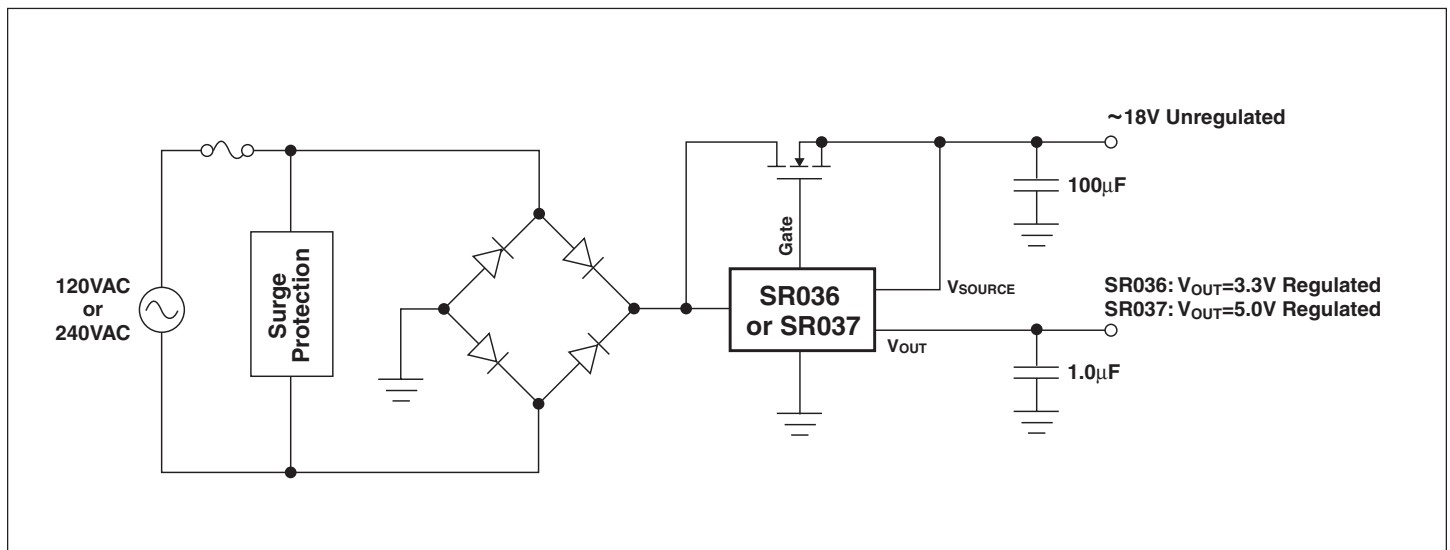 ~18V Unregulated
100μF
Gate
120VAC
or
240VAC
Surge
Protection
SR036
or SR037
VSOURCE
VOUT
SR036: VOUT=3.3V Regulated
SR037: VOUT=5.0V Regulated
1.0μF